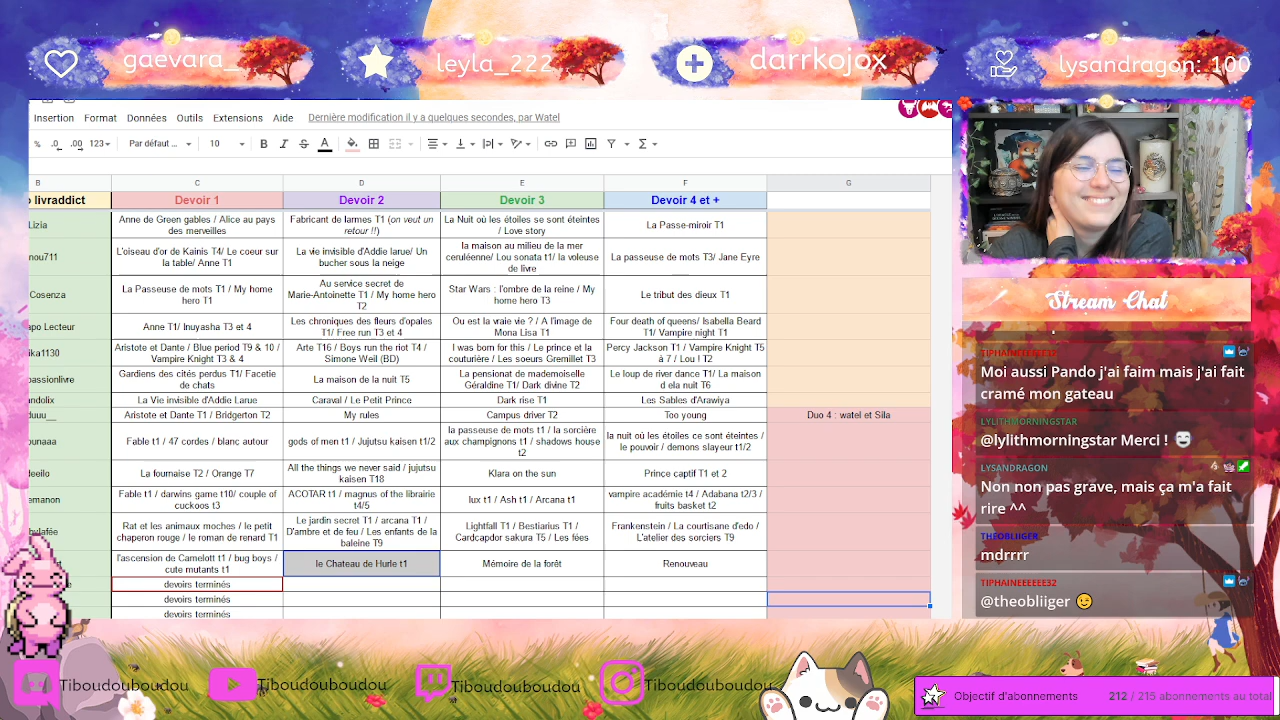 gaevara_
leyla_222
darrkojox
lysandragon: 100
Insertion Format Données Outils Extensions Aide Dernière modification il y a quelques secondes, par Watel
% .0 .00 123 Par défaut ... 10 B I S A
B C D E F G
livraddict Devoir 1 Devoir 2 Devoir 3 Devoir 4 et +
Lizia
Anne de Green gables / Alice au pays
des merveilles
Fabricant de larmes T1 (on veut un
retour !!)
La Nuit où les étoiles se sont éteintes
/ Love story
La Passe-miroir T1
nou711
L'oiseau d'or de Kainis T4/ Le coeur sur
la table/ Anne T1
La vie invisible d'Addie larue/ Un
bucher sous la neige
la maison au milieu de la mer
ceruléenne/ Lou sonata t1/ la voleuse
de livre
La passeuse de mots T3/ Jane Eyre
Cosenza
La Passeuse de mots T1 / My home
hero T1
Au service secret de
Marie-Antoinette T1 / My home hero
T2
Star Wars : l'ombre de la reine / My
home hero T3
Le tribut des dieux T1
apo Lecteur
Anne T1/ Inuyasha T3 et 4
Les chroniques des fleurs d'opales
T1/ Free run T3 et 4
Ou est la vraie vie ? / A l'image de
Mona Lisa T1
Four death of queens/ Isabella Beard
T1/ Vampire night T1
ika1130
Aristote et Dante / Blue period T9 & 10 /
Vampire Knight T3 & 4
Arte T16 / Boys run the riot T4 /
Simone Weil (BD)
I was born for this / Le prince et la
couturière / Les soeurs Gremillet T3
Percy Jackson T1 / Vampire Knight T5
à 7 / Lou ! T2
passionlivre
Gardiens des cités perdus T1/ Facetie
de chats
La maison de la nuit T5
La pensionat de mademoiselle
Géraldine T1/ Dark divine T2
Le loup de river dance T1/ La maison
d ela nuit T6
andolix
La Vie invisible d'Addie Larue
Caraval / Le Petit Prince
Dark rise T1
Les Sables d'Arawiya
duuu__
Aristote et Dante T1 / Bridgerton T2
My rules
Campus driver T2
Too young
Duo 4 : watel et Sila
ounaaa
Fable t1 / 47 cordes / blanc autour
gods of men t1 / Jujutsu kaisen t1/2
la passeuse de mots t1 / la sorcière
aux champignons t1 / shadows house
t2
la nuit où les étoiles ce sont éteintes /
le pouvoir / demons slayeur t1/2
leeilo
La fournaise T2 / Orange T7
All the things we never said / jujutsu
kaisen T18
Klara on the sun
Prince captif T1 et 2
emanon
Fable t1 / darwins game t10/ couple of
cuckoos t3
ACOTAR t1 / magnus of the librairie
t4/5
lux t1 / Ash t1 / Arcana t1
vampire académie t4 / Adabana t2/3 /
fruits basket t2
bylafée
Rat et les animaux moches / le petit
chaperon rouge / le roman de renard T1
Le jardin secret T1 / arcana T1 /
D'ambre et de feu / Les enfants de la
baleine T9
Lightfall T1 / Bestiarius T1 /
Cardcapdor sakura T5 / Les fées
Frankenstein / La courtisane d'edo /
L'atelier des sorciers T9
l'ascension de Camelott t1 / bug boys /
cute mutants t1
le Chateau de Hurle t1
Mémoire de la forêt
Renouveau
devoirs terminés
devoirs terminés
devoirs terminés
Stream Chat
TIPHAINEEEEEE32
Moi aussi Pando j'ai faim mais j'ai fait
cramé mon gateau
LYLITHMORNINGSTAR
@lylithmorningstar Merci !
LYSANDRAGON
Non non pas grave, mais ça m'a fait
rire ^^
THEOBLIIGER
mdrrrr
TIPHAINEEEEEE32
@theobliiger
Tiboudouboudou
Tiboudouboudou
Tiboudouboudou
Tiboudouboudou
Objectif d'abonnements 212 / 215 abonnements au total